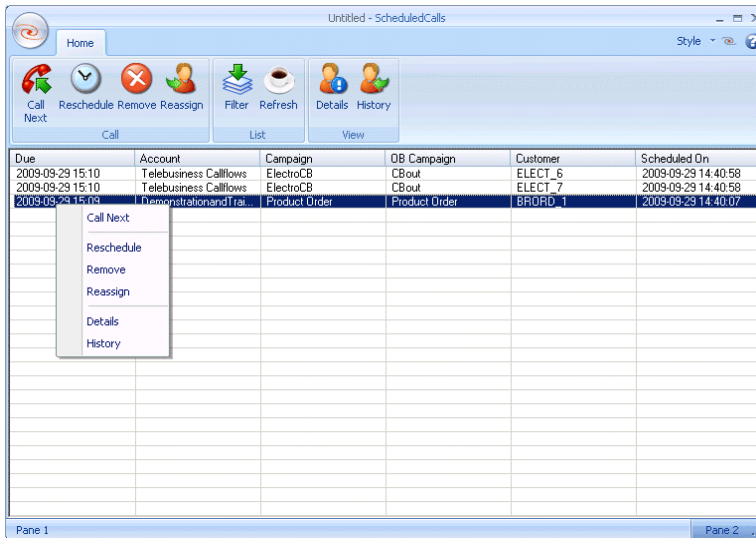 Untitled - ScheduledCalls
Home
Style
Call Next
Reschedule
Remove
Reassign
Filter
Refresh
Details
History
Call
List
View
Due Account Campaign OB Campaign Customer Scheduled On
2009-09-29 15:10 Telebusiness Callflows ElectroCB CBout ELECT_6 2009-09-29 14:40:58
2009-09-29 15:10 Telebusiness Callflows ElectroCB CBout ELECT_7 2009-09-29 14:40:58
2009-09-29 15:09 DemonstrationandTrai... Product Order Product Order BRORD_1 2009-09-29 14:40:07
Call Next
Reschedule
Remove
Reassign
Details
History
Pane 1 Pane 2